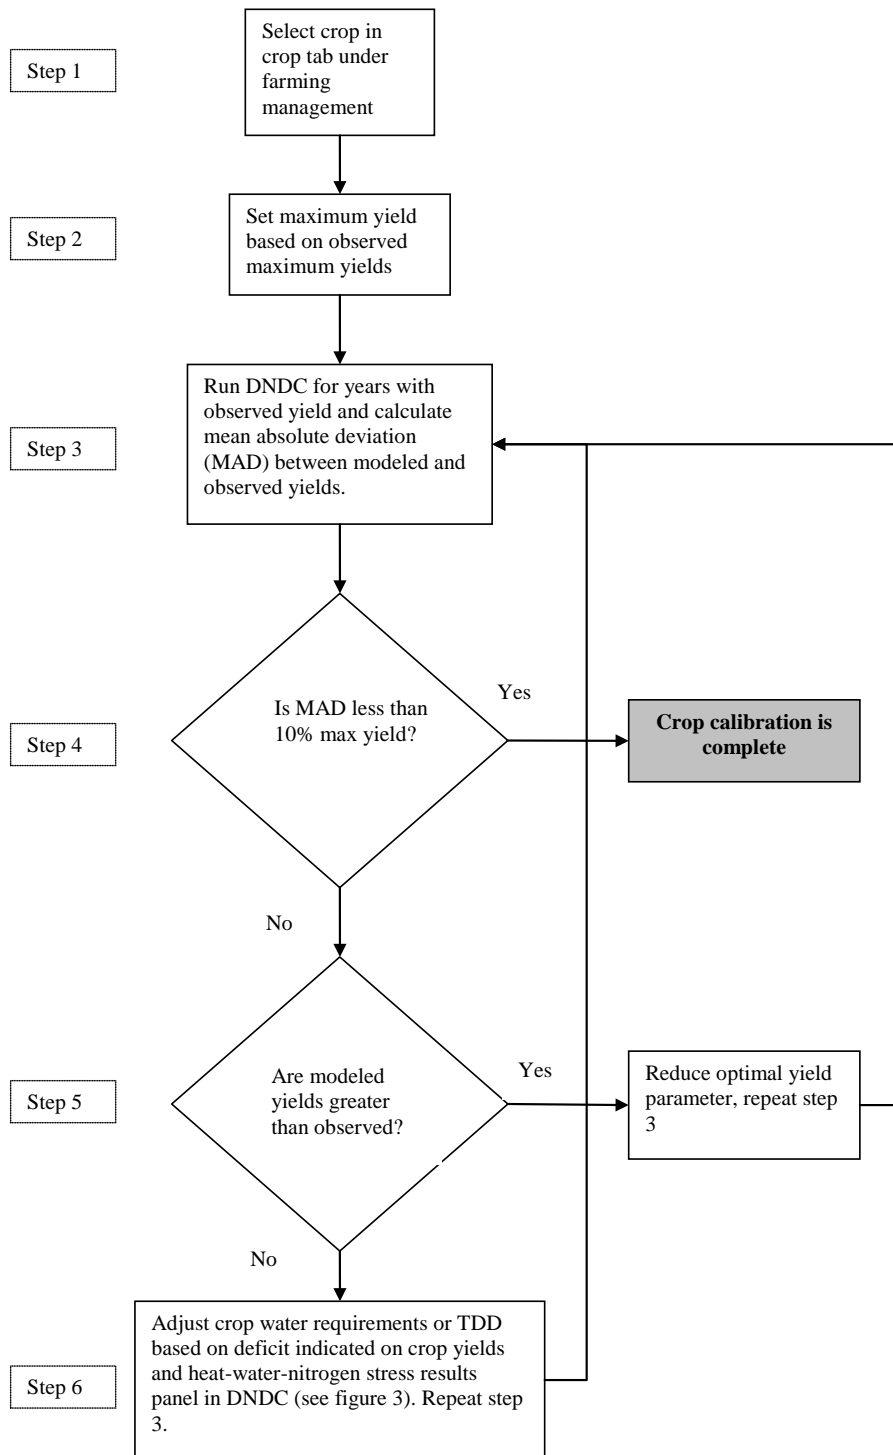 Step 1
Select crop in
crop tab under
farming
management
Step 2
Set maximum yield
based on observed
maximum yields
Step 3
Run DNDC for years with
observed yield and calculate
mean absolute deviation
(MAD) between modeled and
observed yields.
Step 4
Is MAD less than
10% max yield?
Yes
Crop calibration is
complete
No
Step 5
Are modeled
yields greater
than observed?
Yes
Reduce optimal yield
parameter, repeat step
3
No
Step 6
Adjust crop water requirements or TDD
based on deficit indicated on crop yields
and heat-water-nitrogen stress results
panel in DNDC (see figure 3). Repeat step
3.